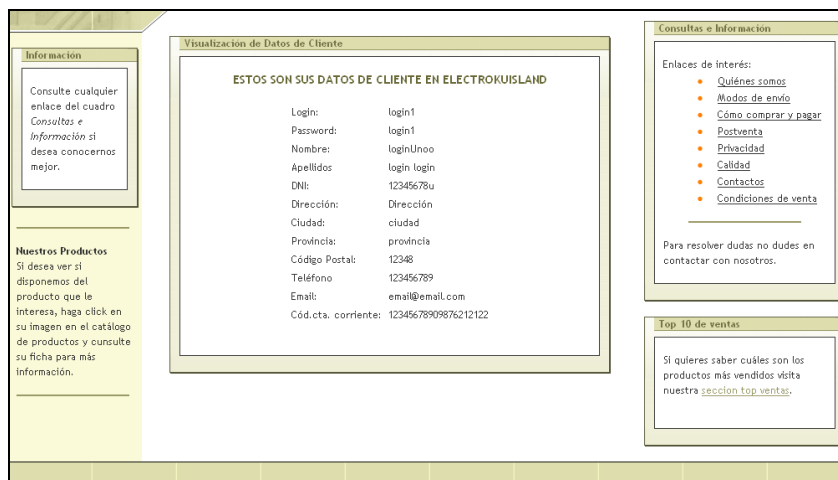 Información
Consulte cualquier
enlace del cuadro
Consultas e
Información si
desea conocernos
mejor.
Nuestros Productos
Si desea ver si
disponemos del
producto que le
interesa, haga click en
su imagen en el catálogo
de productos y cunsulte
su ficha para más
información.
Visualización de Datos de Cliente
ESTOS SON SUS DATOS DE CLIENTE EN ELECTROKUISLAND
Login: login1
Password: login1
Nombre: loginUnoo
Apellidos login login
DNI: 12345678u
Dirección: Dirección
Ciudad: ciudad
Provincia: provincia
Código Postal: 12348
Teléfono 123456789
Email: email@email.com
Cód.cta. corriente: 12345678909876212122
Consultas e Información
Enlaces de interés:
Quiénes somos
Modos de envío
Cómo comprar y pagar
Postventa
Privacidad
Calidad
Contactos
Condiciones de venta
Para resolver dudas no dudes en
contactar con nosotros.
Top 10 de ventas
Si quieres saber cuáles son los
productos más vendidos visita
nuestra seccion top ventas.